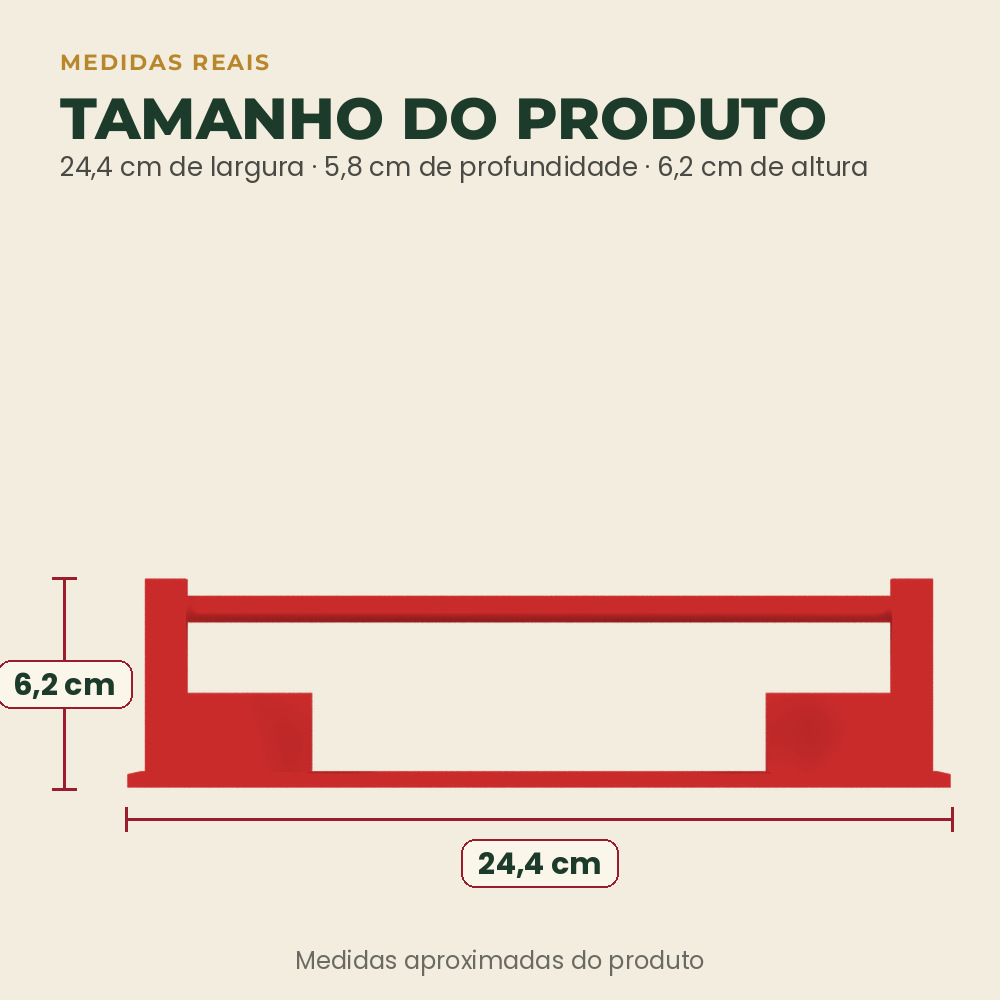 MEDIDAS REAIS
TAMANHO DO PRODUTO
24,4 cm de largura · 5,8 cm de profundidade · 6,2 cm de altura
6,2 cm
24,4 cm
Medidas aproximadas do produto